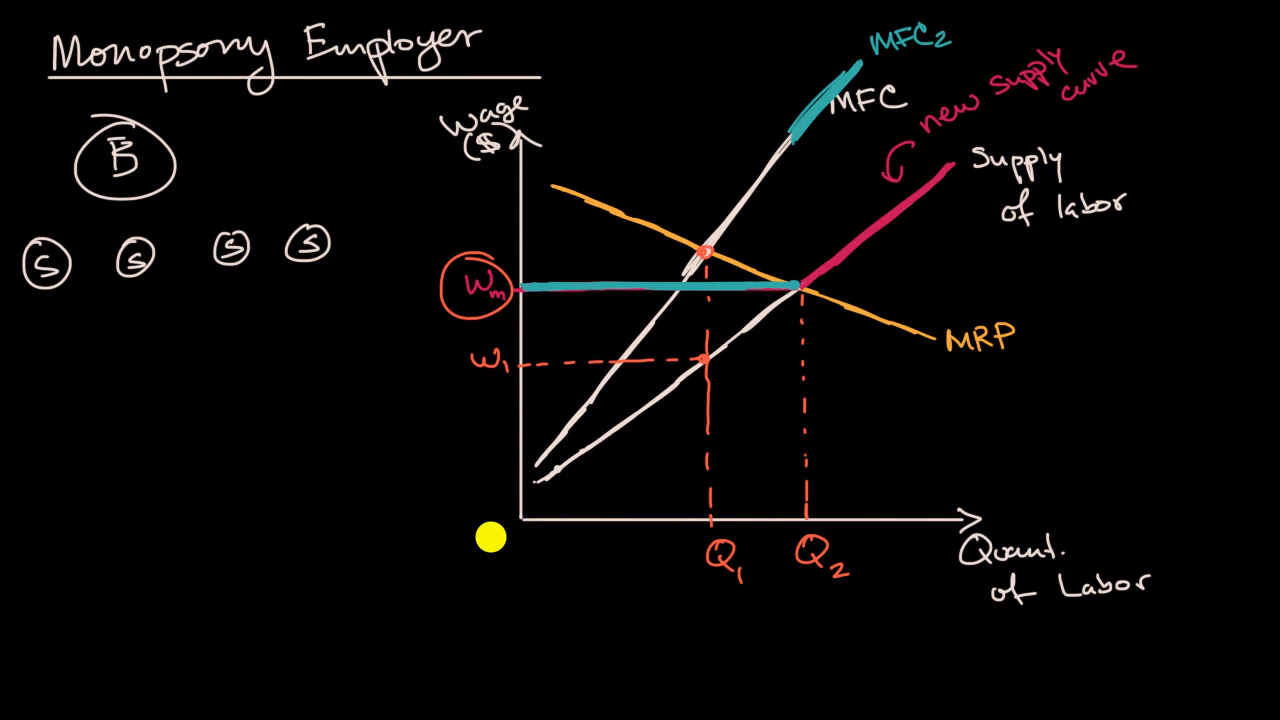 Monopsony Employer
B
S S S S
Wage
($)
MFC₂
MFC
new supply
curve
Supply
of labor
Wm
W₁
MRP
Q₁ Q₂
Quant.
of Labor